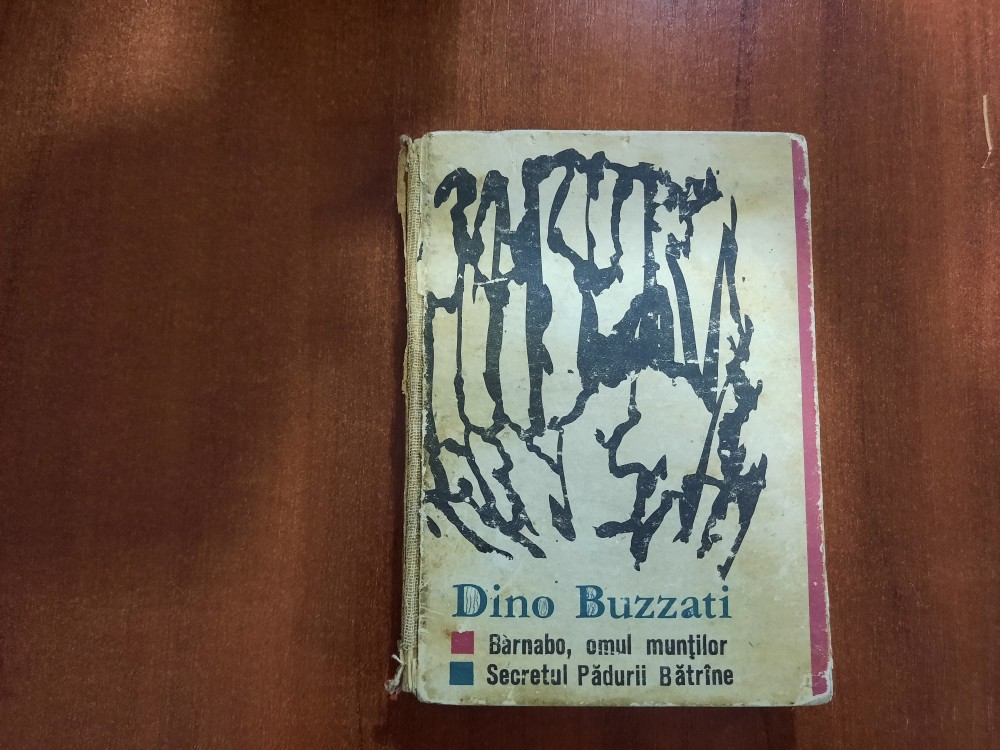 Dino Buzzati
Bàrnabo, omul munților
Secretul Pădurii Bătrîne